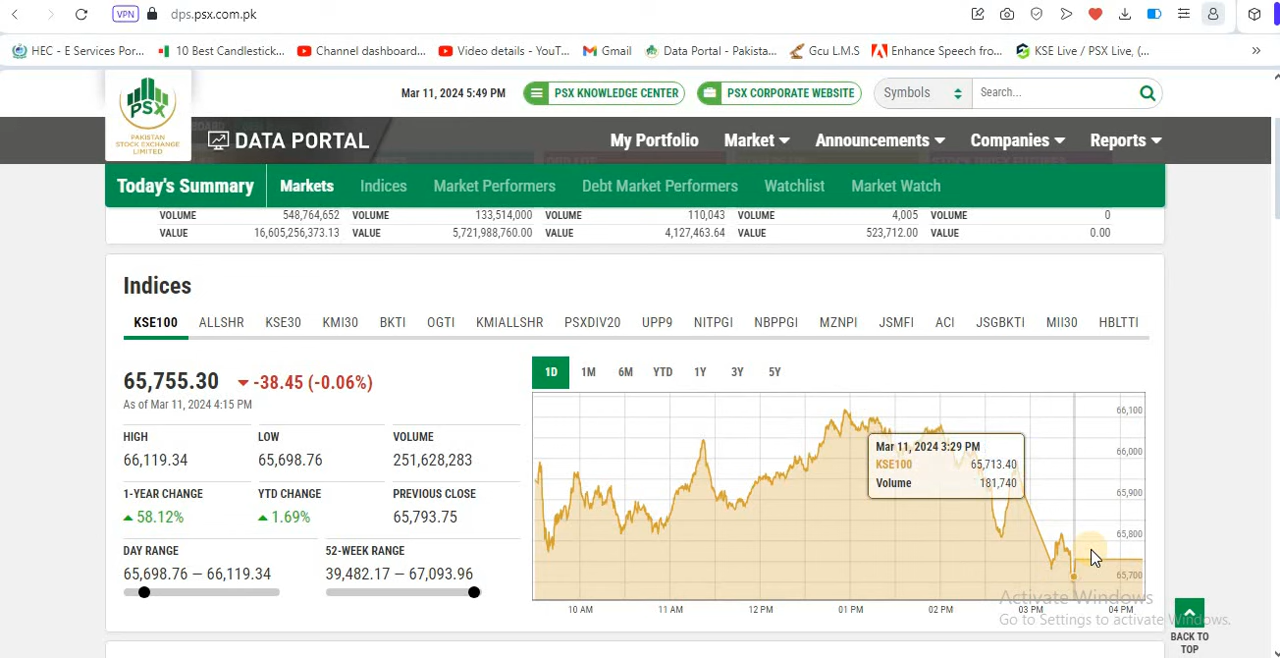 VPN dps.psx.com.pk
HEC - E Services Por... 10 Best Candlestick... Channel dashboard... Video details - YouT... Gmail Data Portal - Pakista... Gcu L.M.S Enhance Speech fro... KSE Live / PSX Live, (... »
PSX
PAKISTAN
STOCK EXCHANGE
LIMITED
Mar 11, 2024 5:49 PM PSX KNOWLEDGE CENTER PSX CORPORATE WEBSITE Symbols Search...
DATA PORTAL My Portfolio Market Announcements Companies Reports
Today's Summary Markets Indices Market Performers Debt Market Performers Watchlist Market Watch
VOLUME 548,764,652 VOLUME 133,514,000 VOLUME 110,043 VOLUME 4,005 VOLUME 0
VALUE 16,605,256,373.13 VALUE 5,721,988,760.00 VALUE 4,127,463.64 VALUE 523,712.00 VALUE 0.00
Indices
KSE100 ALLSHR KSE30 KMI30 BKTI OGTI KMIALLSHR PSXDIV20 UPP9 NITPGI NBPPGI MZNPI JSMFI ACI JSGBKTI MII30 HBLTTI
65,755.30 -38.45 (-0.06%)
As of Mar 11, 2024 4:15 PM
HIGH LOW VOLUME
66,119.34 65,698.76 251,628,283
1-YEAR CHANGE YTD CHANGE PREVIOUS CLOSE
58.12% 1.69% 65,793.75
DAY RANGE 52-WEEK RANGE
65,698.76 — 66,119.34 39,482.17 — 67,093.96
1D 1M 6M YTD 1Y 3Y 5Y
66,100
66,000
65,900
65,800
65,700
Mar 11, 2024 3:29 PM
KSE100 65,713.40
Volume 181,740
10 AM 11 AM 12 PM 01 PM 02 PM 03 PM 04 PM
Activate Windows
Go to Settings to activate Windows.
BACK TO
TOP